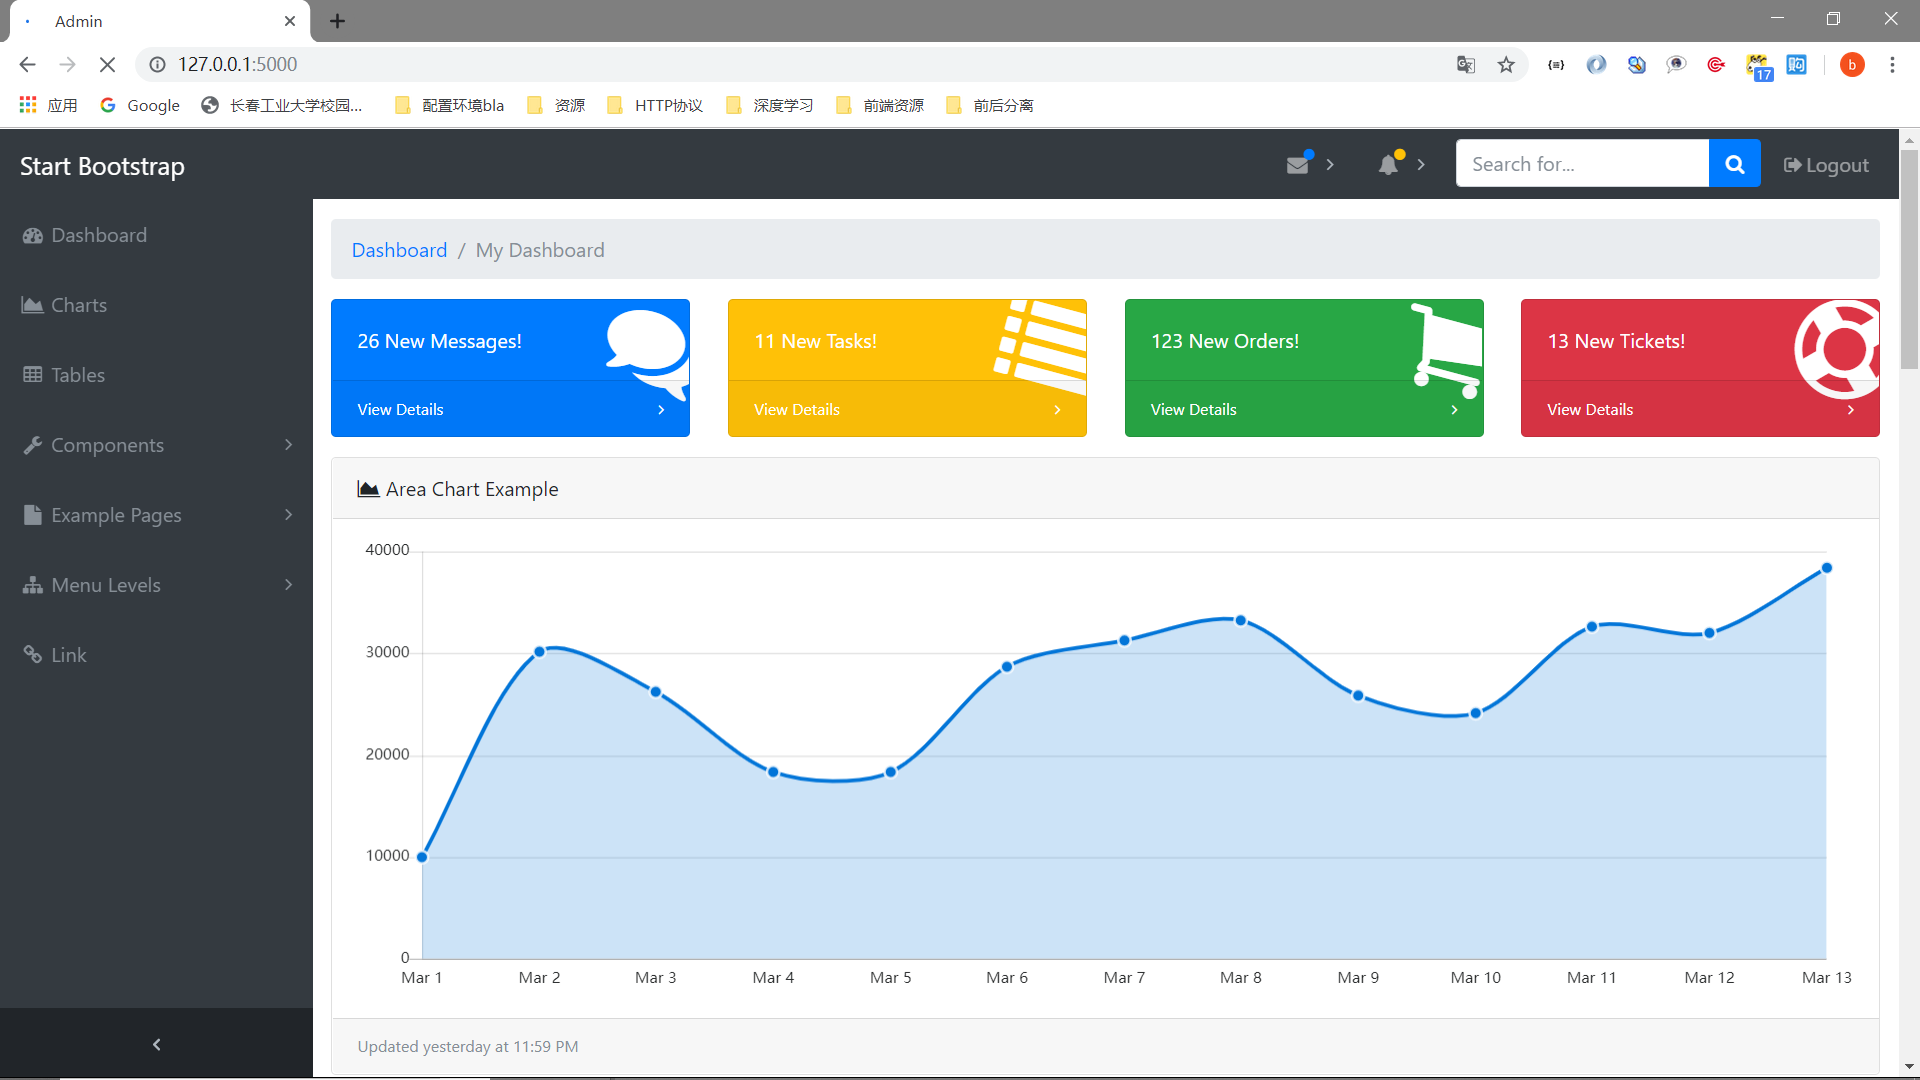 Admin
127.0.0.1:5000
应用 Google 长春工业大学校园... 配置环境bla 资源 HTTP协议 深度学习 前端资源 前后分离
17
b
购
Start Bootstrap
Search for...
Logout
Dashboard
Charts
Tables
Components
Example Pages
Menu Levels
Link
Dashboard / My Dashboard
26 New Messages!
View Details
11 New Tasks!
View Details
123 New Orders!
View Details
13 New Tickets!
View Details
Area Chart Example
40000
30000
20000
10000
0
Mar 1 Mar 2 Mar 3 Mar 4 Mar 5 Mar 6 Mar 7 Mar 8 Mar 9 Mar 10 Mar 11 Mar 12 Mar 13
Updated yesterday at 11:59 PM